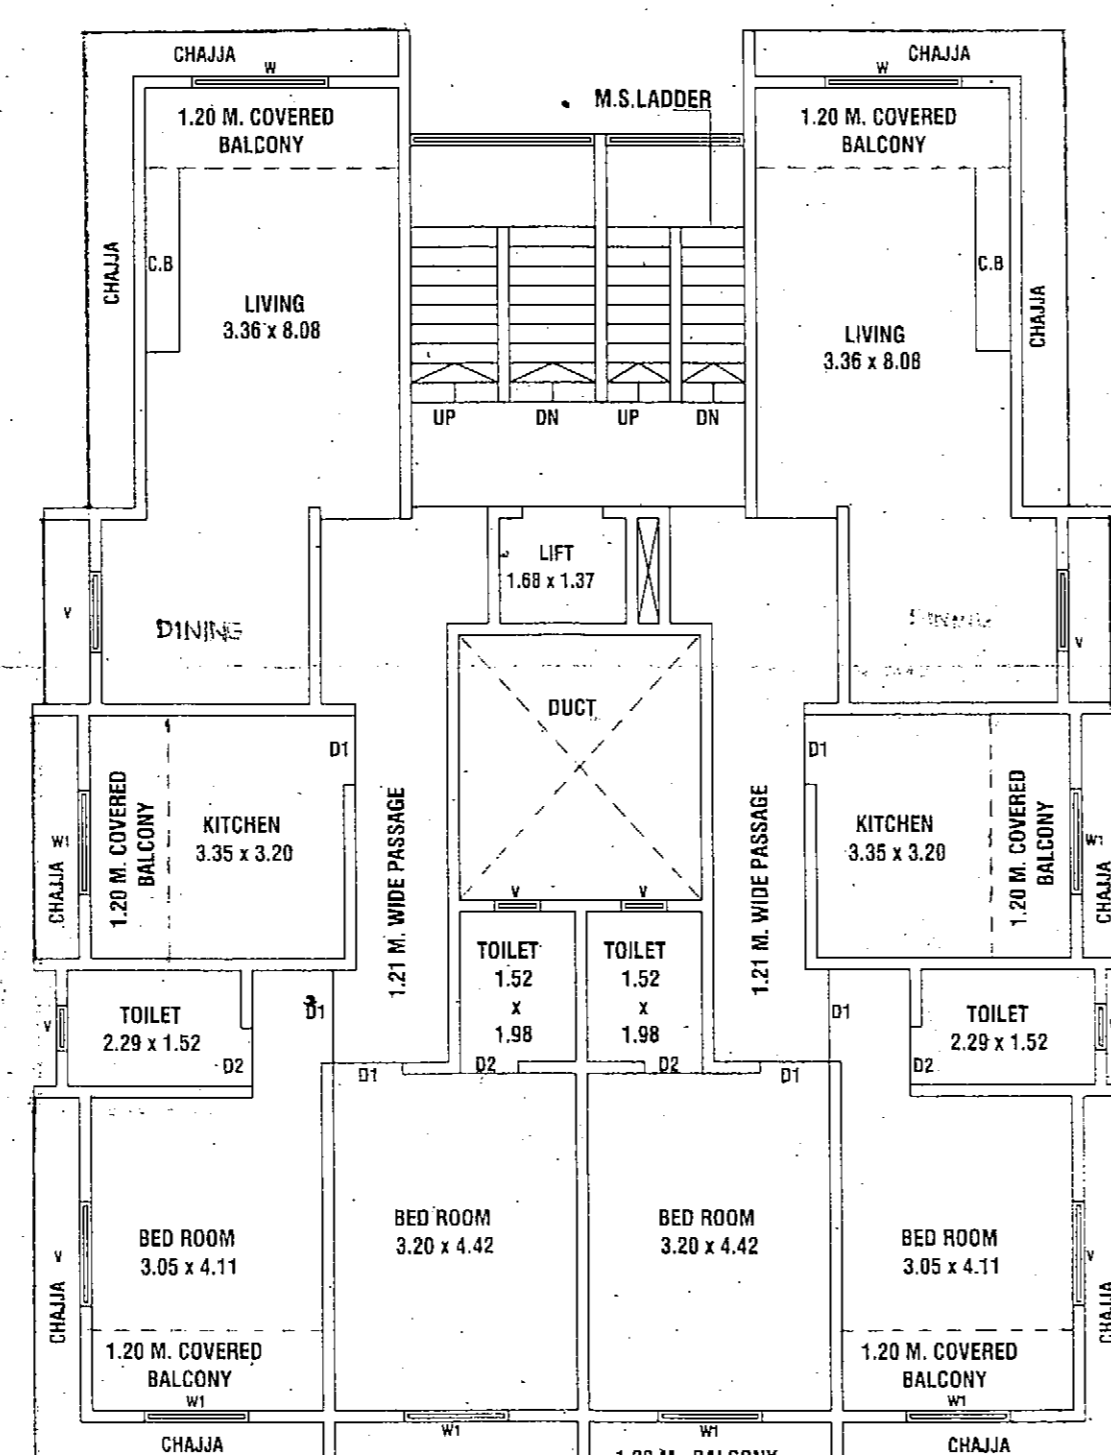 CHAJJA
W
1.20 M. COVERED
BALCONY
M.S.LADDER
CHAJJA
W
1.20 M. COVERED
BALCONY
CHAJJA
C.B
LIVING
3.36 x 8.08
C.B
CHAJJA
LIVING
3.36 x 8.08
UP
DN
UP
DN
LIFT
1.68 x 1.37
V
DINING
V
DUCT
D1
D1
1.20 M. COVERED
BALCONY
KITCHEN
3.35 x 3.20
W1
CHAJJA
1.21 M. WIDE PASSAGE
1.21 M. WIDE PASSAGE
KITCHEN
3.35 x 3.20
1.20 M. COVERED
BALCONY
W1
CHAJJA
V
V
TOILET
1.52
x
1.98
D2
TOILET
1.52
x
1.98
D2
V
TOILET
2.29 x 1.52
D2
D1
D1
TOILET
2.29 x 1.52
D2
D1
D1
BED ROOM
3.05 x 4.11
BED ROOM
3.20 x 4.42
BED ROOM
3.20 x 4.42
BED ROOM
3.05 x 4.11
V
CHAJJA
V
CHAJJA
1.20 M. COVERED
BALCONY
W1
1.20 M. COVERED
BALCONY
W1
W1
W1
CHAJJA
CHAJJA